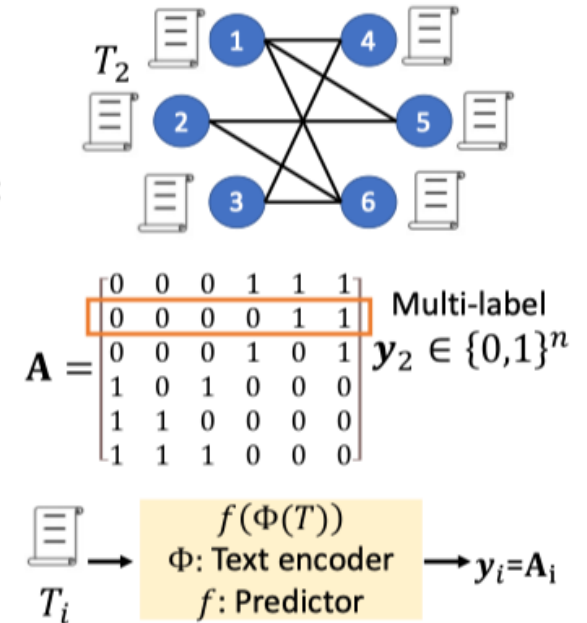 1 4
T₂
2 5
3 6
0 0 0 1 1 1
0 0 0 0 1 1
0 0 0 1 0 1
1 0 1 0 0 0
1 1 0 0 0 0
1 1 1 0 0 0
A =
Multi-label
y₂ ∈ {0,1}ⁿ
f(Φ(T))
Φ: Text encoder
f: Predictor
yᵢ=Aᵢ
Tᵢ